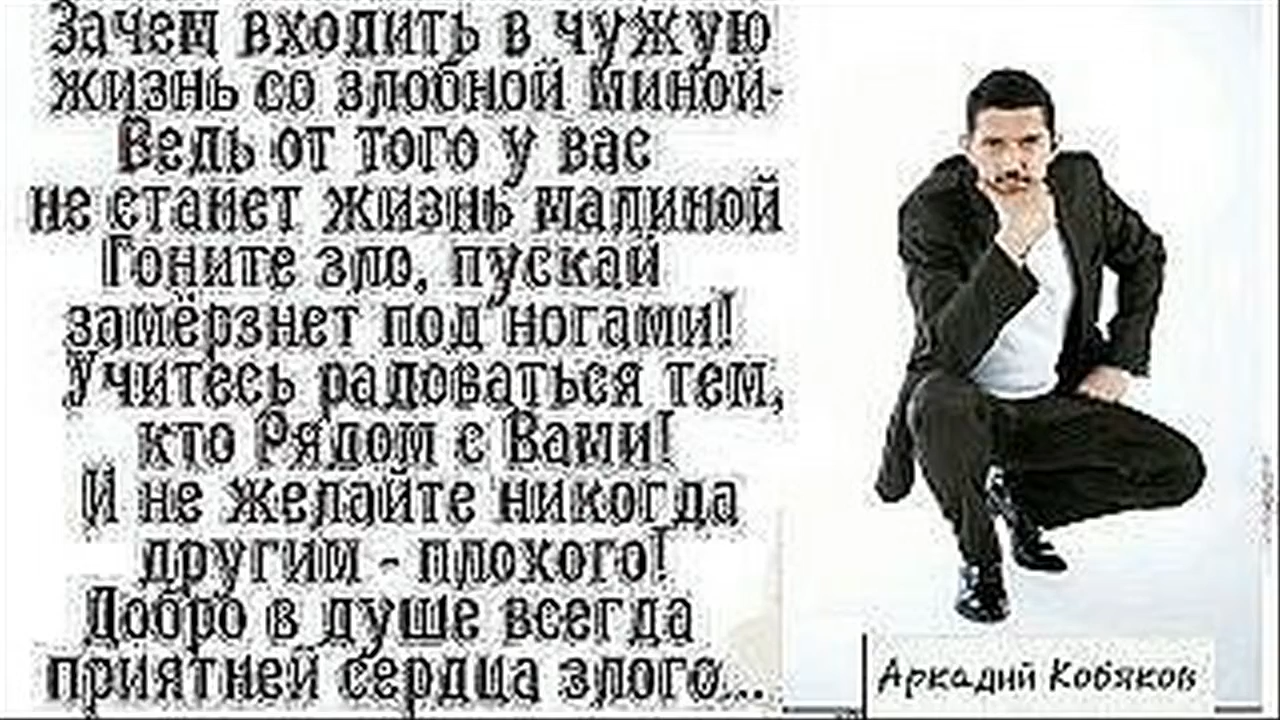 Зачем входить в чужую
жизнь со злобной миной-
Ведь от того у вас
не станет жизнь малиной
Гоните зло, пускай
замёрзнет под ногами!
Учитесь радоваться тем,
кто Рядом с Вами!
И не желайте никогда
другим - плохого!
Добро в душе всегда
приятней сердца злого...
Аркадий Кобяков